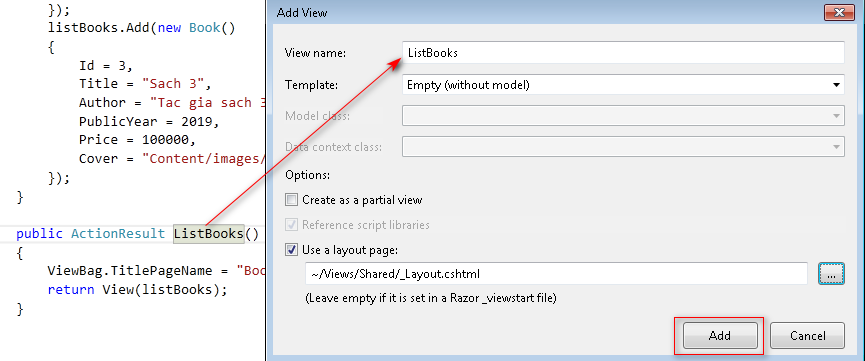 });
listBooks.Add(new Book()
{
Id = 3,
Title = "Sach 3",
Author = "Tac gia sach 3
PublicYear = 2019,
Price = 100000,
Cover = "Content/images/
});
}
public ActionResult ListBooks()
{
ViewBag.TitlePageName = "Boo
return View(listBooks);
}
Add View
View name:
ListBooks
Template:
Empty (without model)
Model class:
Data context class:
Options:
Create as a partial view
Reference script libraries
Use a layout page:
~/Views/Shared/_Layout.cshtml
...
(Leave empty if it is set in a Razor _viewstart file)
Add
Cancel